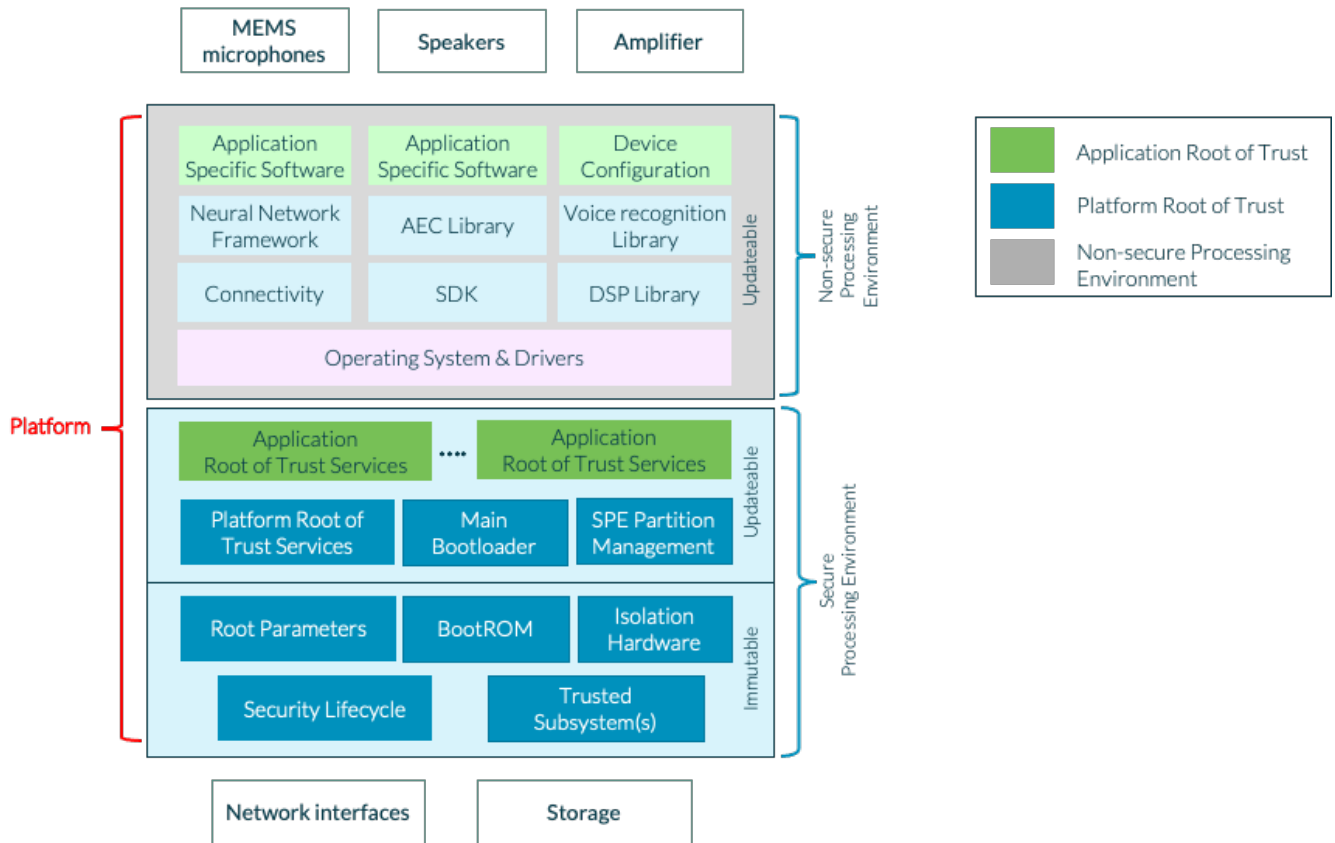 MEMS
microphones
Speakers
Amplifier
Application
Specific Software
Application
Specific Software
Device
Configuration
Neural Network
Framework
AEC Library
Voice recognition
Library
Connectivity
SDK
DSP Library
Operating System & Drivers
Updateable
Non-secure
Processing
Environment
Application Root of Trust
Platform Root of Trust
Non-secure Processing
Environment
Platform
Application
Root of Trust Services
....
Application
Root of Trust Services
Platform Root of
Trust Services
Main
Bootloader
SPE Partition
Management
Updateable
Secure
Processing Environment
Root Parameters
BootROM
Isolation
Hardware
Security Lifecycle
Trusted
Subsystem(s)
Immutable
Network interfaces
Storage